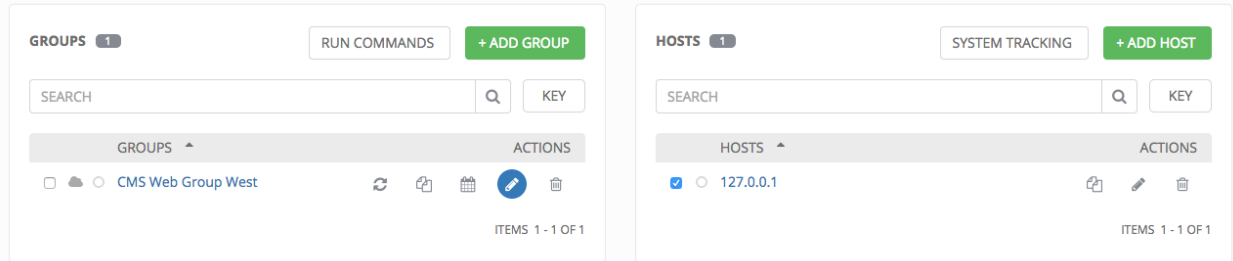 GROUPS 1 RUN COMMANDS + ADD GROUP
SEARCH KEY
GROUPS ACTIONS
CMS Web Group West
ITEMS 1 - 1 OF 1
HOSTS 1 SYSTEM TRACKING + ADD HOST
SEARCH KEY
HOSTS ACTIONS
127.0.0.1
ITEMS 1 - 1 OF 1